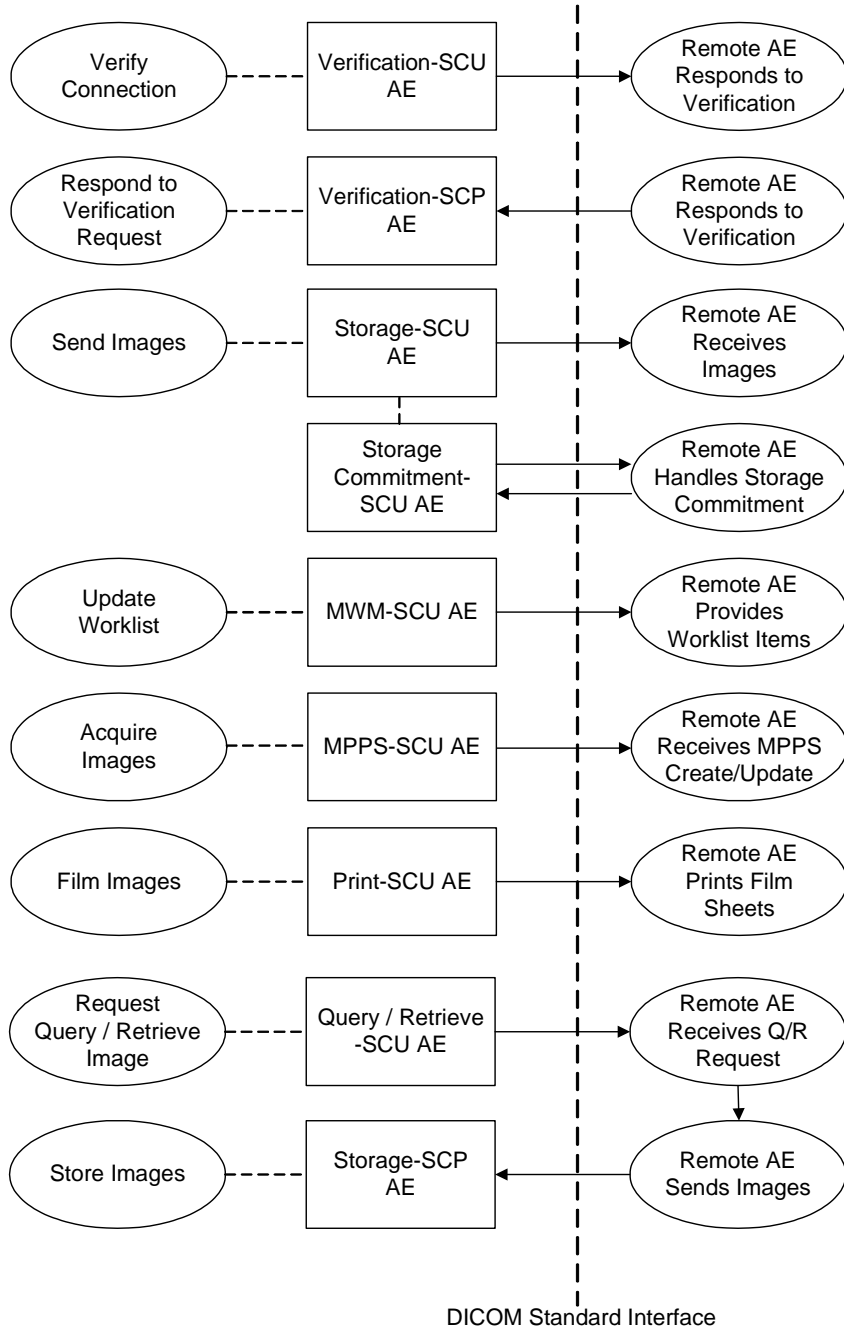 Verify
Connection
Verification-SCU
AE
Remote AE
Responds to
Verification
Respond to
Verification
Request
Verification-SCP
AE
Remote AE
Responds to
Verification
Send Images
Storage-SCU
AE
Remote AE
Receives
Images
Storage
Commitment-
SCU AE
Remote AE
Handles Storage
Commitment
Update
Worklist
MWM-SCU AE
Remote AE
Provides
Worklist Items
Acquire
Images
MPPS-SCU AE
Remote AE
Receives MPPS
Create/Update
Film Images
Print-SCU AE
Remote AE
Prints Film
Sheets
Request
Query / Retrieve
Image
Query / Retrieve
-SCU AE
Remote AE
Receives Q/R
Request
Store Images
Storage-SCP
AE
Remote AE
Sends Images
DICOM Standard Interface